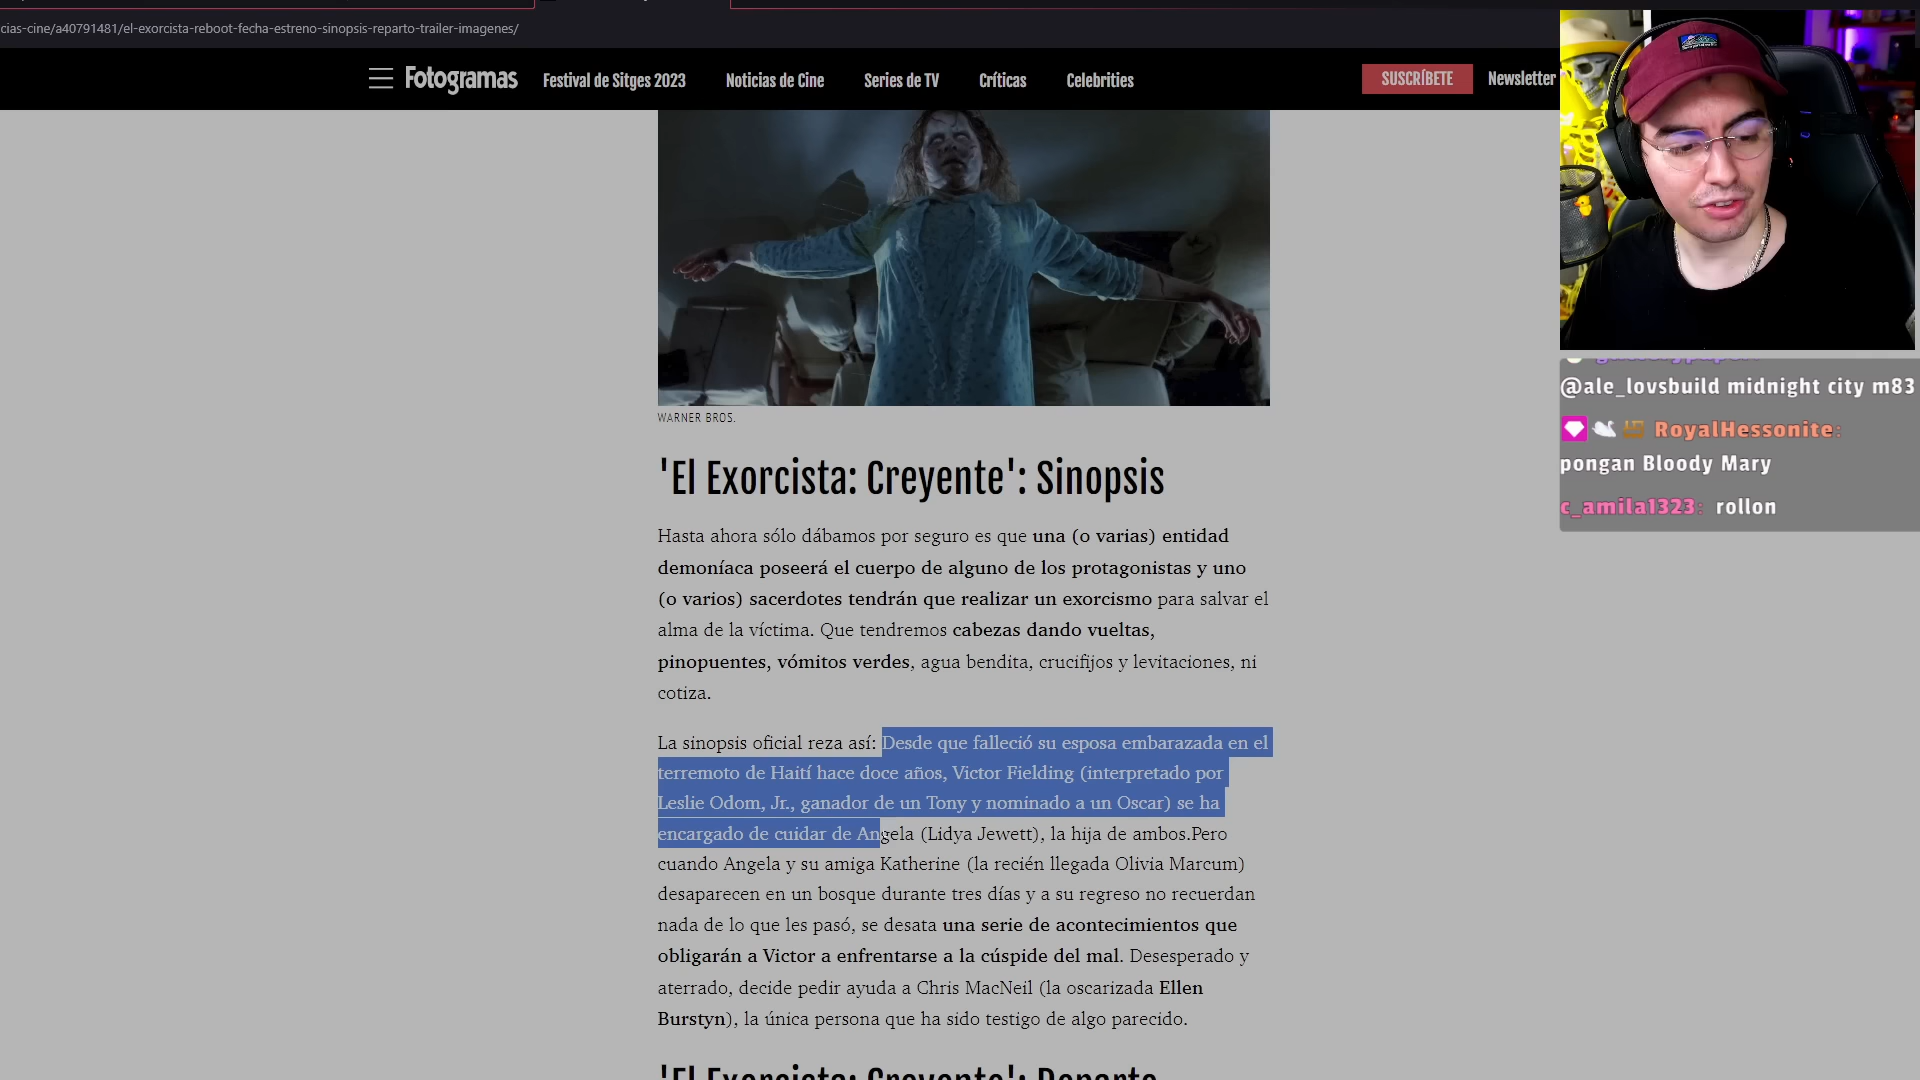 cias-cine/a40791481/el-exorcista-reboot-fecha-estreno-sinopsis-reparto-trailer-imagenes/
Fotogramas
Festival de Sitges 2023
Noticias de Cine
Series de TV
Críticas
Celebrities
SUSCRÍBETE
Newsletter
WARNER BROS.
'El Exorcista: Creyente': Sinopsis
Hasta ahora sólo dábamos por seguro es que una (o varias) entidad
demoníaca poseerá el cuerpo de alguno de los protagonistas y uno
(o varios) sacerdotes tendrán que realizar un exorcismo para salvar el
alma de la víctima. Que tendremos cabezas dando vueltas,
pinopuentes, vómitos verdes, agua bendita, crucifijos y levitaciones, ni
cotiza.
La sinopsis oficial reza así: Desde que falleció su esposa embarazada en el
terremoto de Haití hace doce años, Victor Fielding (interpretado por
Leslie Odom, Jr., ganador de un Tony y nominado a un Oscar) se ha
encargado de cuidar de Angela (Lidya Jewett), la hija de ambos.Pero
cuando Angela y su amiga Katherine (la recién llegada Olivia Marcum)
desaparecen en un bosque durante tres días y a su regreso no recuerdan
nada de lo que les pasó, se desata una serie de acontecimientos que
obligarán a Victor a enfrentarse a la cúspide del mal. Desesperado y
aterrado, decide pedir ayuda a Chris MacNeil (la oscarizada Ellen
Burstyn), la única persona que ha sido testigo de algo parecido.
'El Exorcista: Creyente': Reparto
@ale_lovsbuild midnight city m83
RoyalHessonite:
pongan Bloody Mary
c_amila1323: rollon